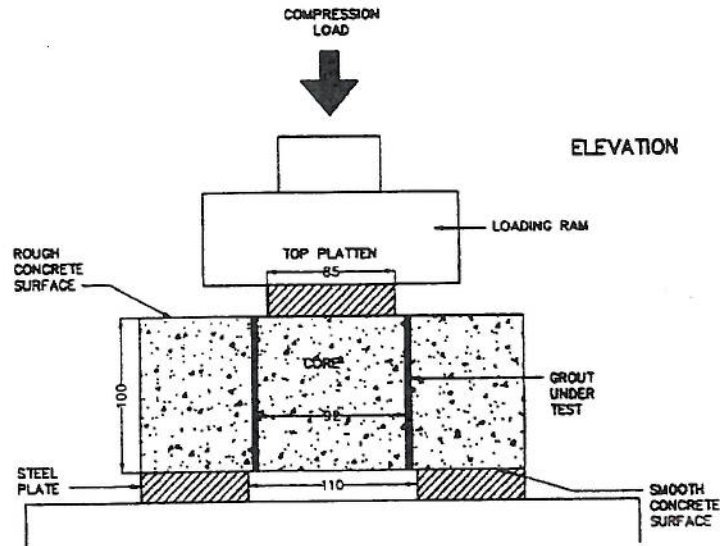 COMPRESSION
LOAD
ELEVATION
LOADING RAM
TOP PLATTEN
85
ROUGH
CONCRETE
SURFACE
CORE
100
92
GROUT
UNDER
TEST
STEEL
PLATE
110
SMOOTH
CONCRETE
SURFACE